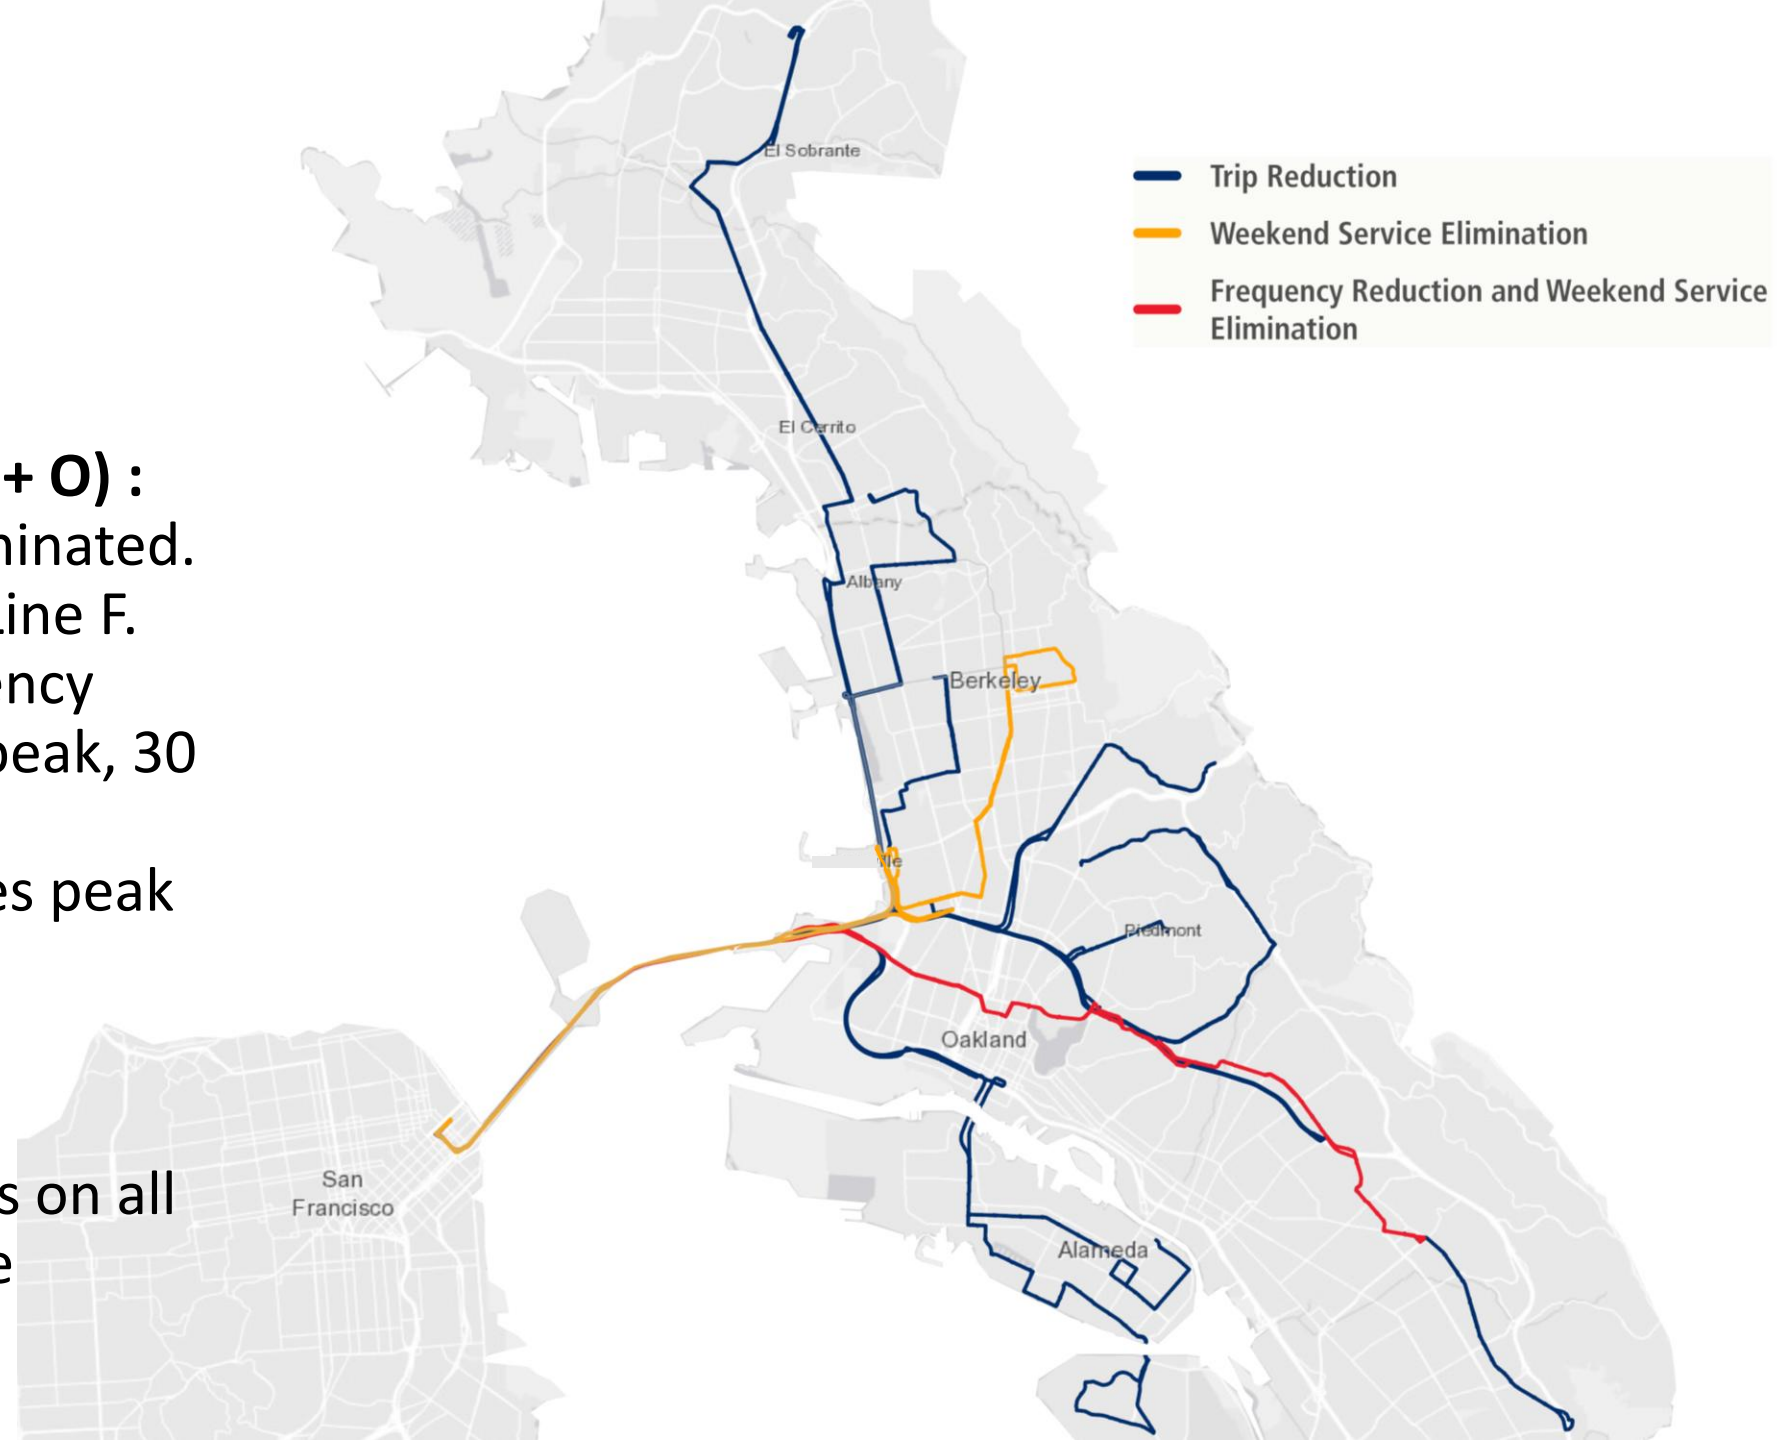 + O) :
ninated.
Line F.
ency
peak, 30
es peak
s on all
e
Trip Reduction
Weekend Service Elimination
Frequency Reduction and Weekend Service
Elimination
El Sobrante
El Cerrito
Albany
Berkeley
lle
Piedmont
Oakland
San
Francisco
Alameda